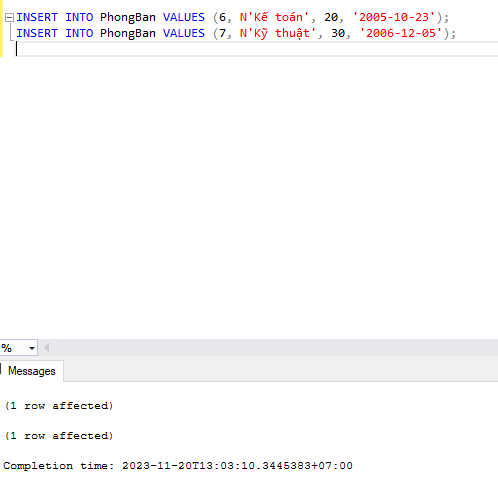 INSERT INTO PhongBan VALUES (6, N'Kế toán', 20, '2005-10-23');
INSERT INTO PhongBan VALUES (7, N'Kỹ thuật', 30, '2006-12-05');
%
Messages
(1 row affected)
(1 row affected)
Completion time: 2023-11-20T13:03:10.3445383+07:00